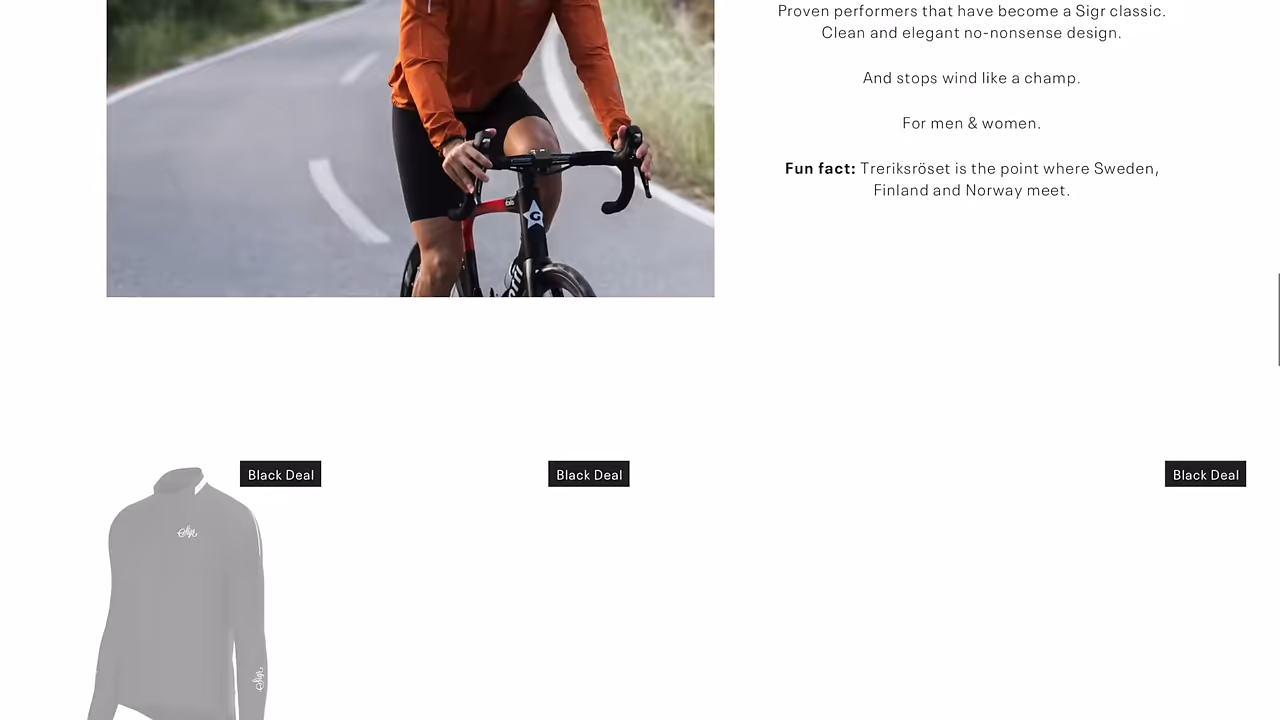 Proven performers that have become a Sigr classic.
Clean and elegant no-nonsense design.
And stops wind like a champ.
For men & women.
Fun fact: Treriksröset is the point where Sweden,
Finland and Norway meet.
G
Black Deal
Black Deal
Black Deal
Sigr
Sigr